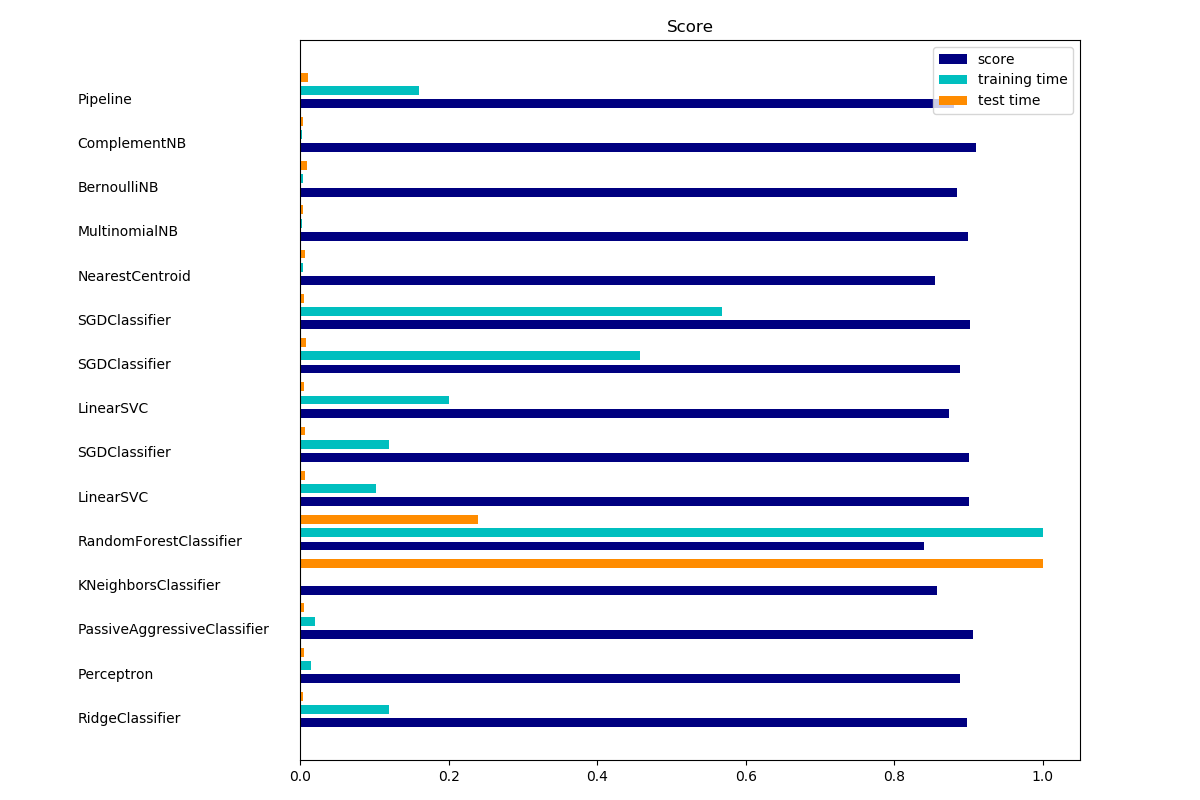 Score
score
training time
test time
Pipeline
ComplementNB
BernoulliNB
MultinomialNB
NearestCentroid
SGDClassifier
SGDClassifier
LinearSVC
SGDClassifier
LinearSVC
RandomForestClassifier
KNeighborsClassifier
PassiveAggressiveClassifier
Perceptron
RidgeClassifier
0.0 0.2 0.4 0.6 0.8 1.0